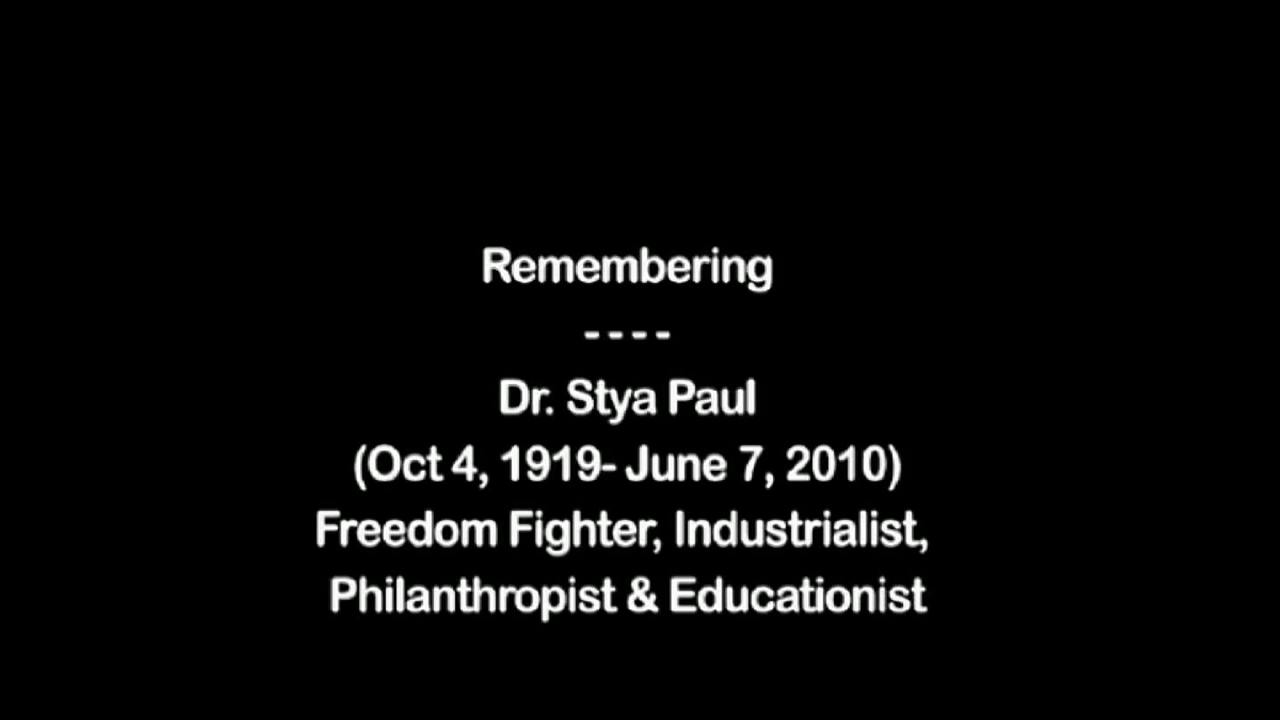 Remembering
----
Dr. Stya Paul
(Oct 4, 1919- June 7, 2010)
Freedom Fighter, Industrialist,
Philanthropist & Educationist